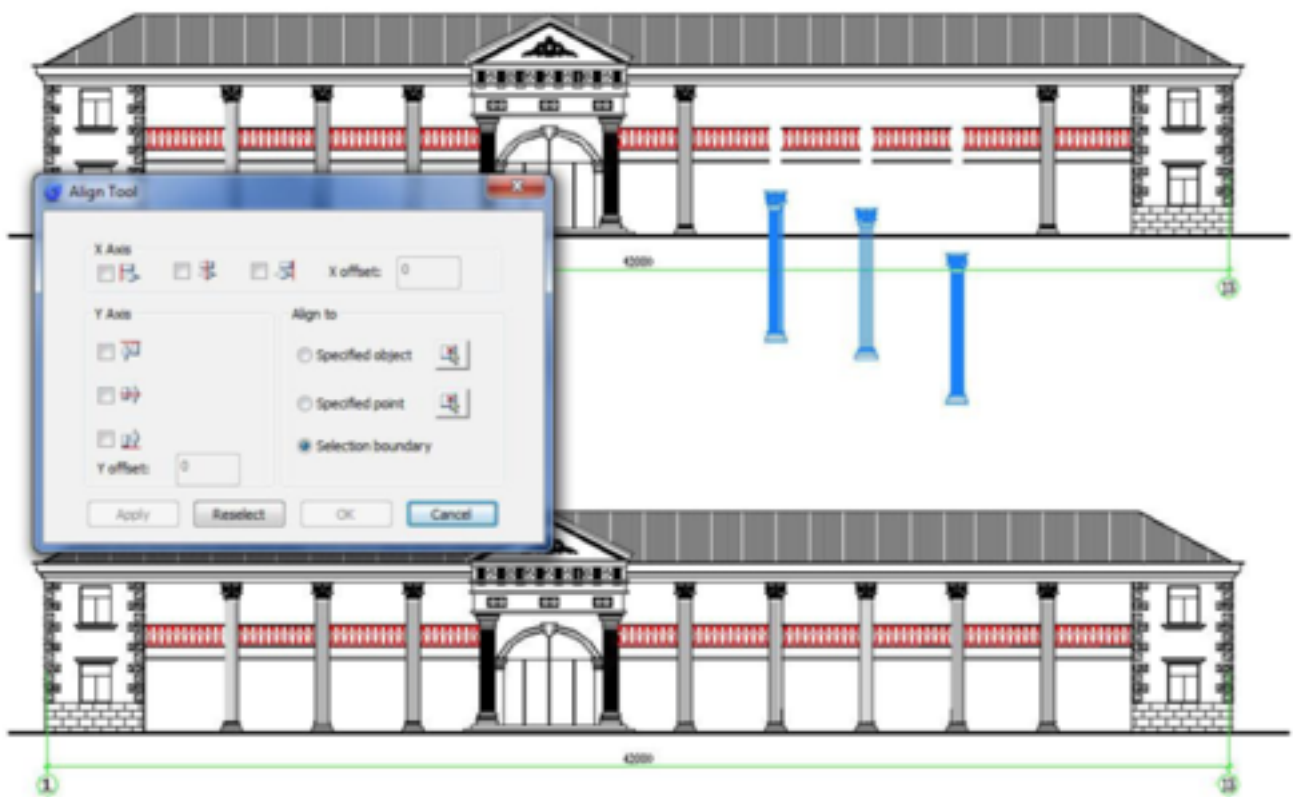 Align Tool
X Axis
X offset: 0
Y Axis
Align to
Specified object
Specified point
Selection boundary
Y offset: 0
Apply Reselect OK Cancel
42000
13
42000
1 13